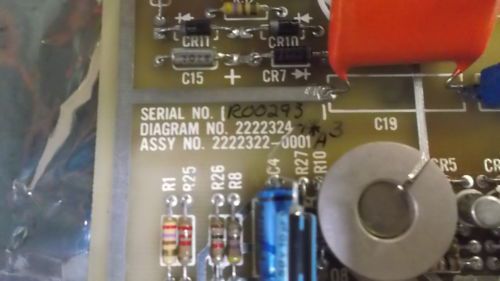 CR11 CR10
C15 + CR7
SERIAL NO. R00293
DIAGRAM NO. 2222324
ASSY NO. 2222322-0001 A
C19
R1 R25 R26 R8 C4 R27 R10 CR5